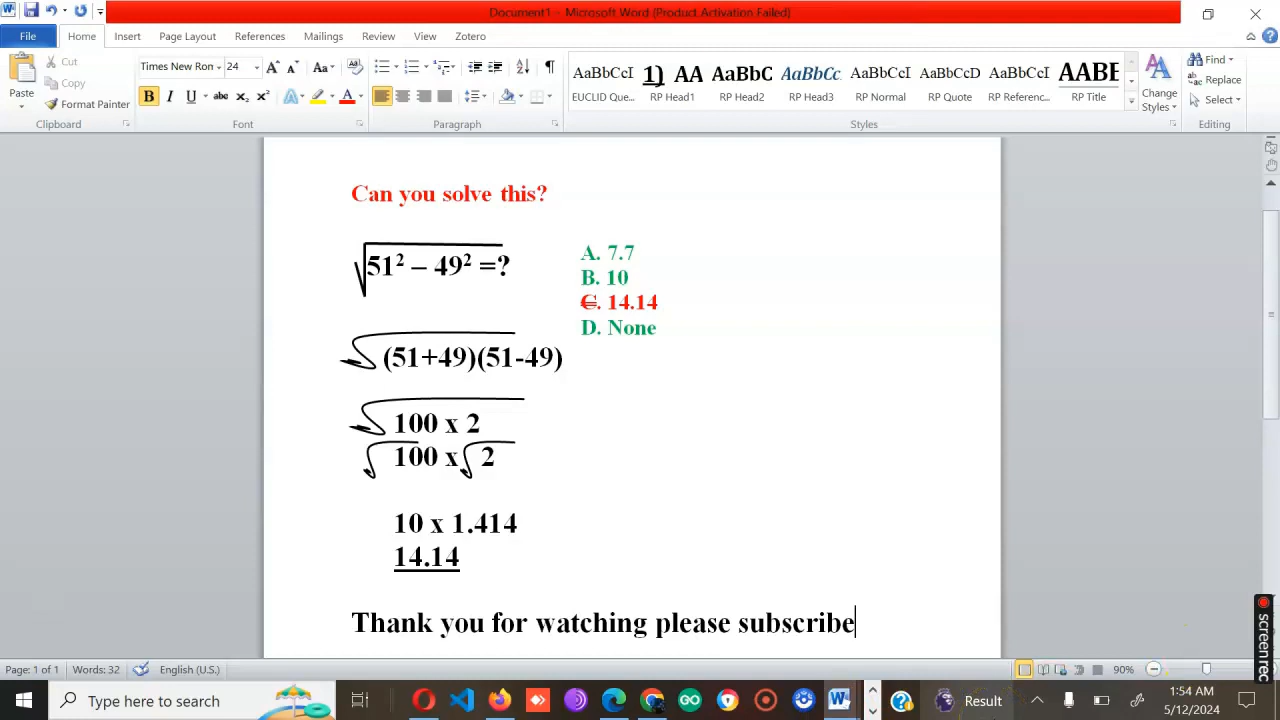 Document1 - Microsoft Word (Product Activation Failed)
File Home Insert Page Layout References Mailings Review View Zotero
Paste
Cut
Copy
Format Painter
Clipboard
Times New Ron 24
Font
Paragraph
AaBbCcI 1) AA AaBbC AaBbCc AaBbCcI AaBbCcD AaBbCcI AABE
EUCLID Que... RP Head1 RP Head2 RP Head3 RP Normal RP Quote RP Referenc... RP Title
Change Styles
Styles
Find
Replace
Select
Editing
Can you solve this?
√51² – 49² =?
A. 7.7
B. 10
C. 14.14
D. None
√(51+49)(51-49)
√100 x 2
√100 x √2
10 x 1.414
14.14
Thank you for watching please subscribe
screen rec
Page: 1 of 1 Words: 32 English (U.S.) 90%
Type here to search
Result
1:54 AM
5/12/2024